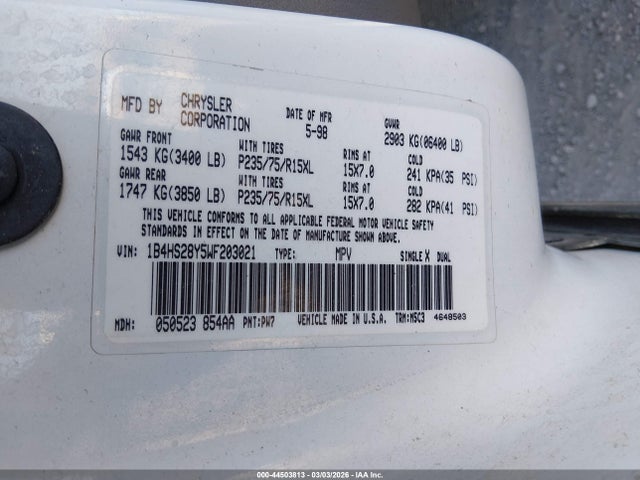 MFD BY CHRYSLER CORPORATION DATE OF MFR 5-98 GVWR 2903 KG(06400 LB)
GAWR FRONT WITH TIRES RIMS AT COLD
1543 KG(3400 LB) P235/75/R15XL 15X7.0 241 KPA(35 PSI)
GAWR REAR WITH TIRES RIMS AT COLD
1747 KG(3850 LB) P235/75/R15XL 15X7.0 282 KPA(41 PSI)
THIS VEHICLE CONFORMS TO ALL APPLICABLE FEDERAL MOTOR VEHICLE SAFETY
STANDARDS IN EFFECT ON THE DATE OF MANUFACTURE SHOWN ABOVE.
VIN: 1B4HS28Y5WF203021 TYPE: MPV SINGLE X DUAL
MDH: 050523 854AA PNT:PW7 VEHICLE MADE IN U.S.A. TRM:MSC3 4648503
000-44503813 - 03/03/2026 - IAA Inc.